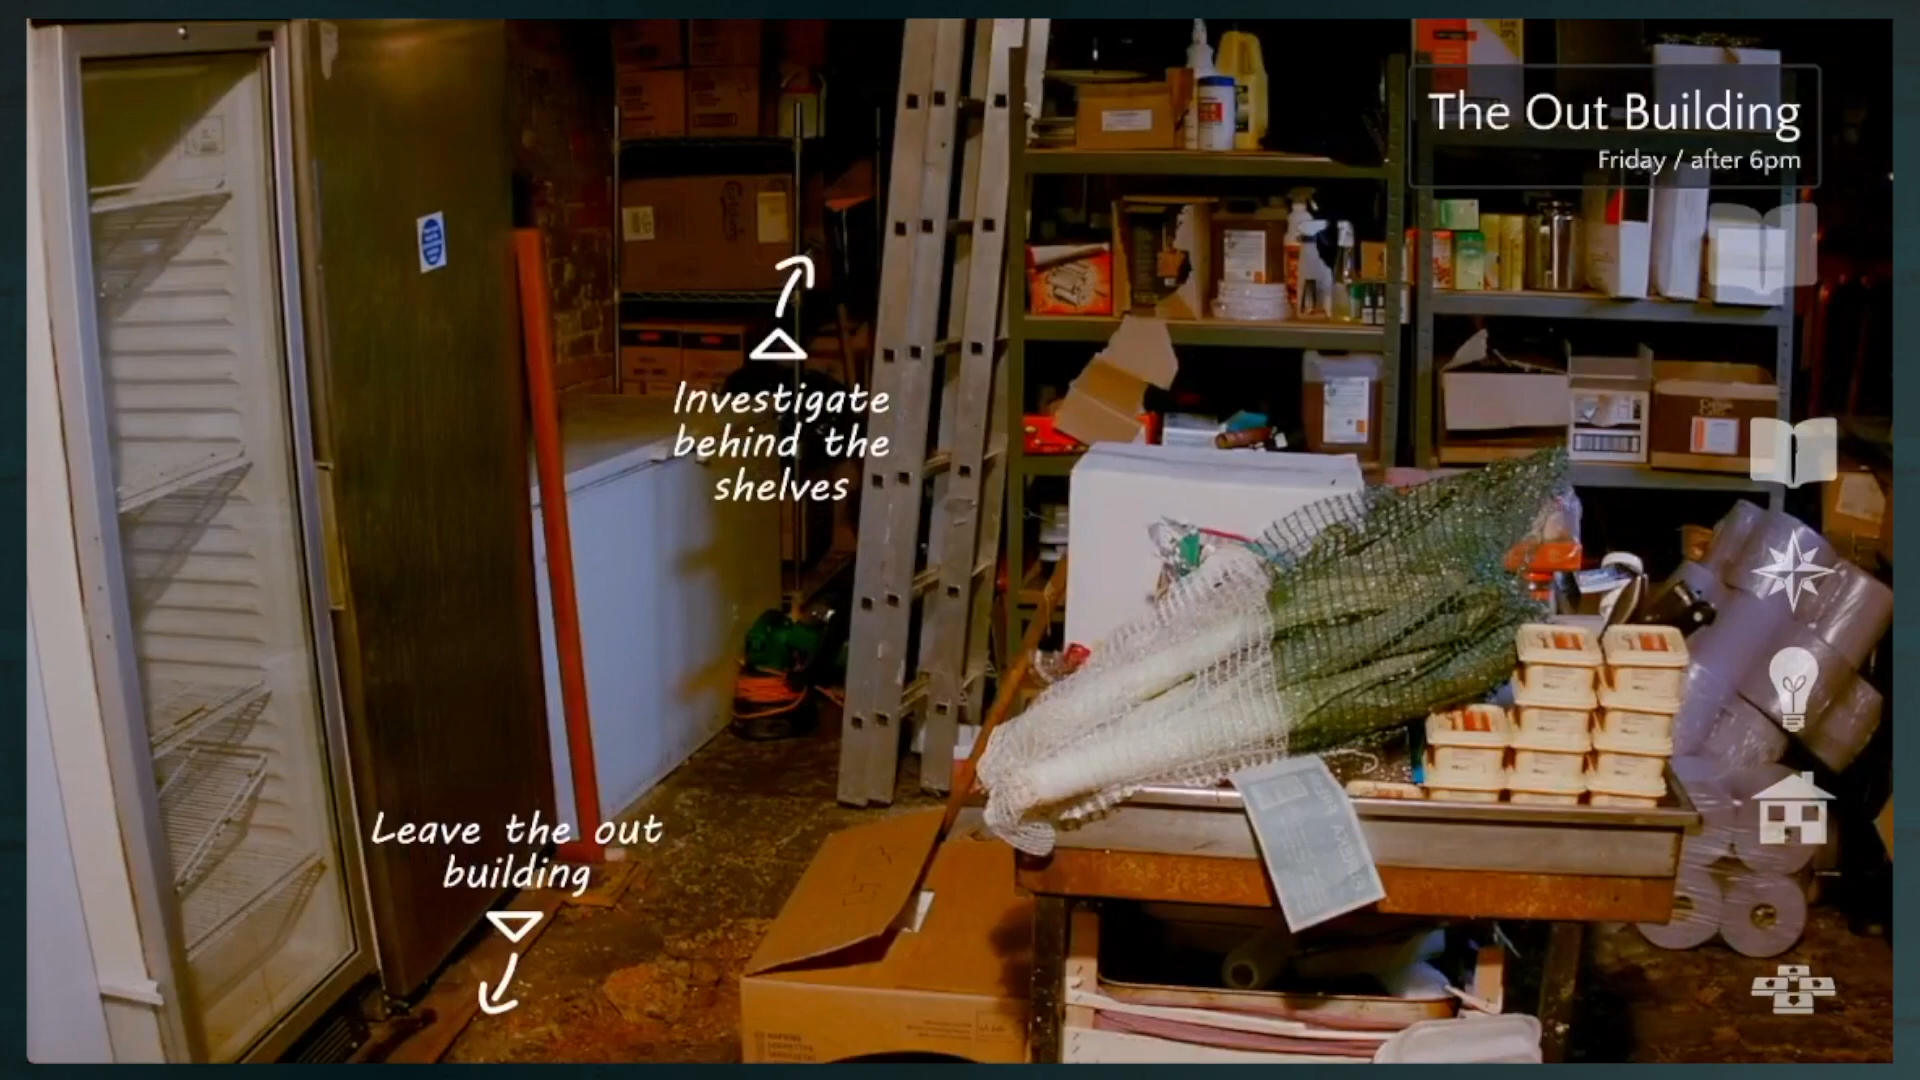 The Out Building
Friday / after 6pm
Investigate
behind the
shelves
Leave the out
building